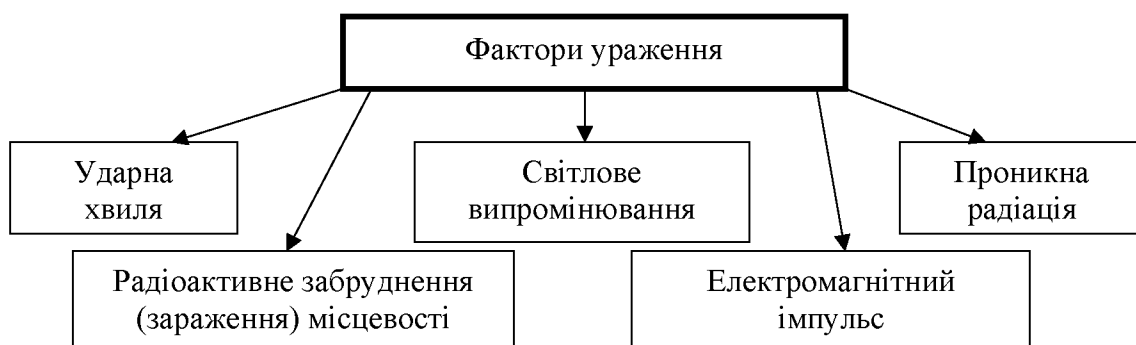 Фактори ураження
Ударна
хвиля
Світлове
випромінювання
Проникна
радіація
Радіоактивне забруднення
(зараження) місцевості
Електромагнітний
імпульс